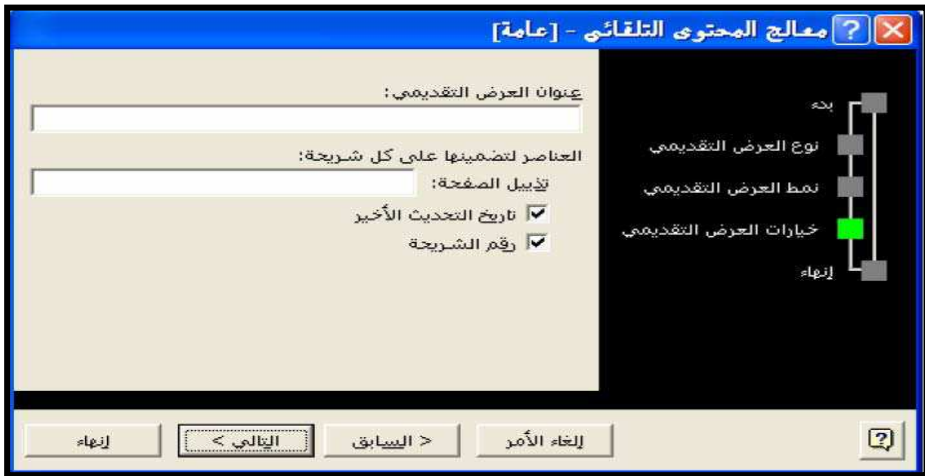 معالج المحتوى التلقائي - [عامة]
بدء
نوع العرض التقديمي
نمط العرض التقديمي
خيارات العرض التقديمي
إنهاء
عنوان العرض التقديمي:
العناصر لتضمينها على كل شريحة:
تذييل الصفحة:
تاريخ التحديث الأخير
رقم الشريحة
إلغاء الأمر
< السابق
التالي >
إنهاء